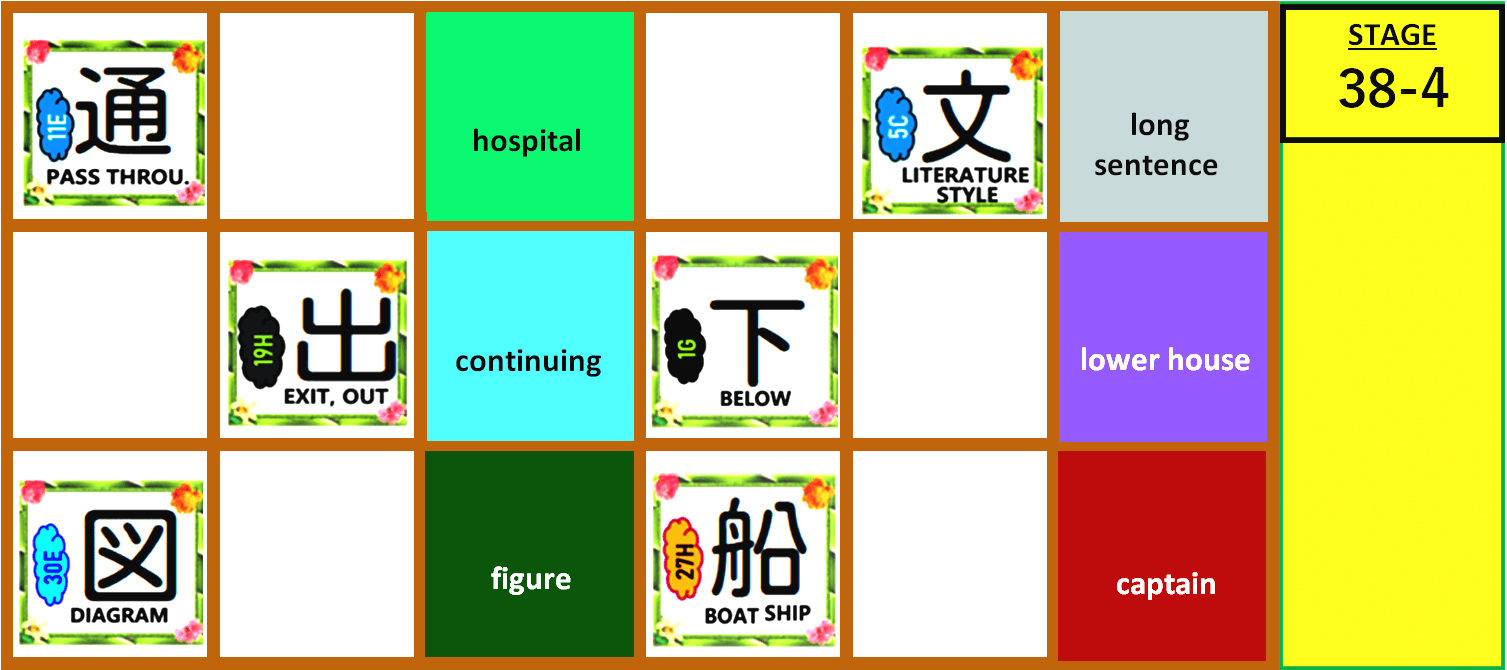 11E
通
PASS THROU.
hospital
5C
文
LITERATURE
STYLE
long
sentence
STAGE
38-4
19H
出
EXIT, OUT
continuing
1G
下
BELOW
lower house
30E
図
DIAGRAM
figure
27H
船
BOAT SHIP
captain